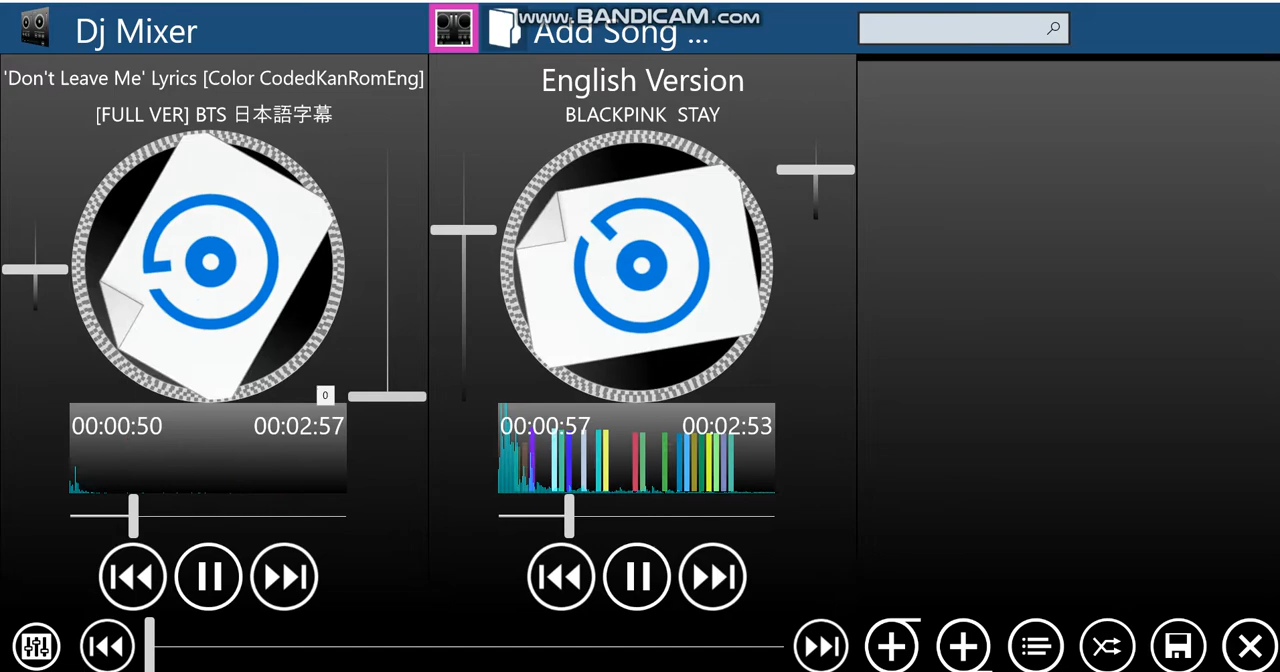 Dj Mixer
www.BANDICAM.com
Add Song ...
'Don't Leave Me' Lyrics [Color CodedKanRomEng]
[FULL VER] BTS 日本語字幕
English Version
BLACKPINK STAY
0
00:00:50 00:02:57
00:00:57 00:02:53